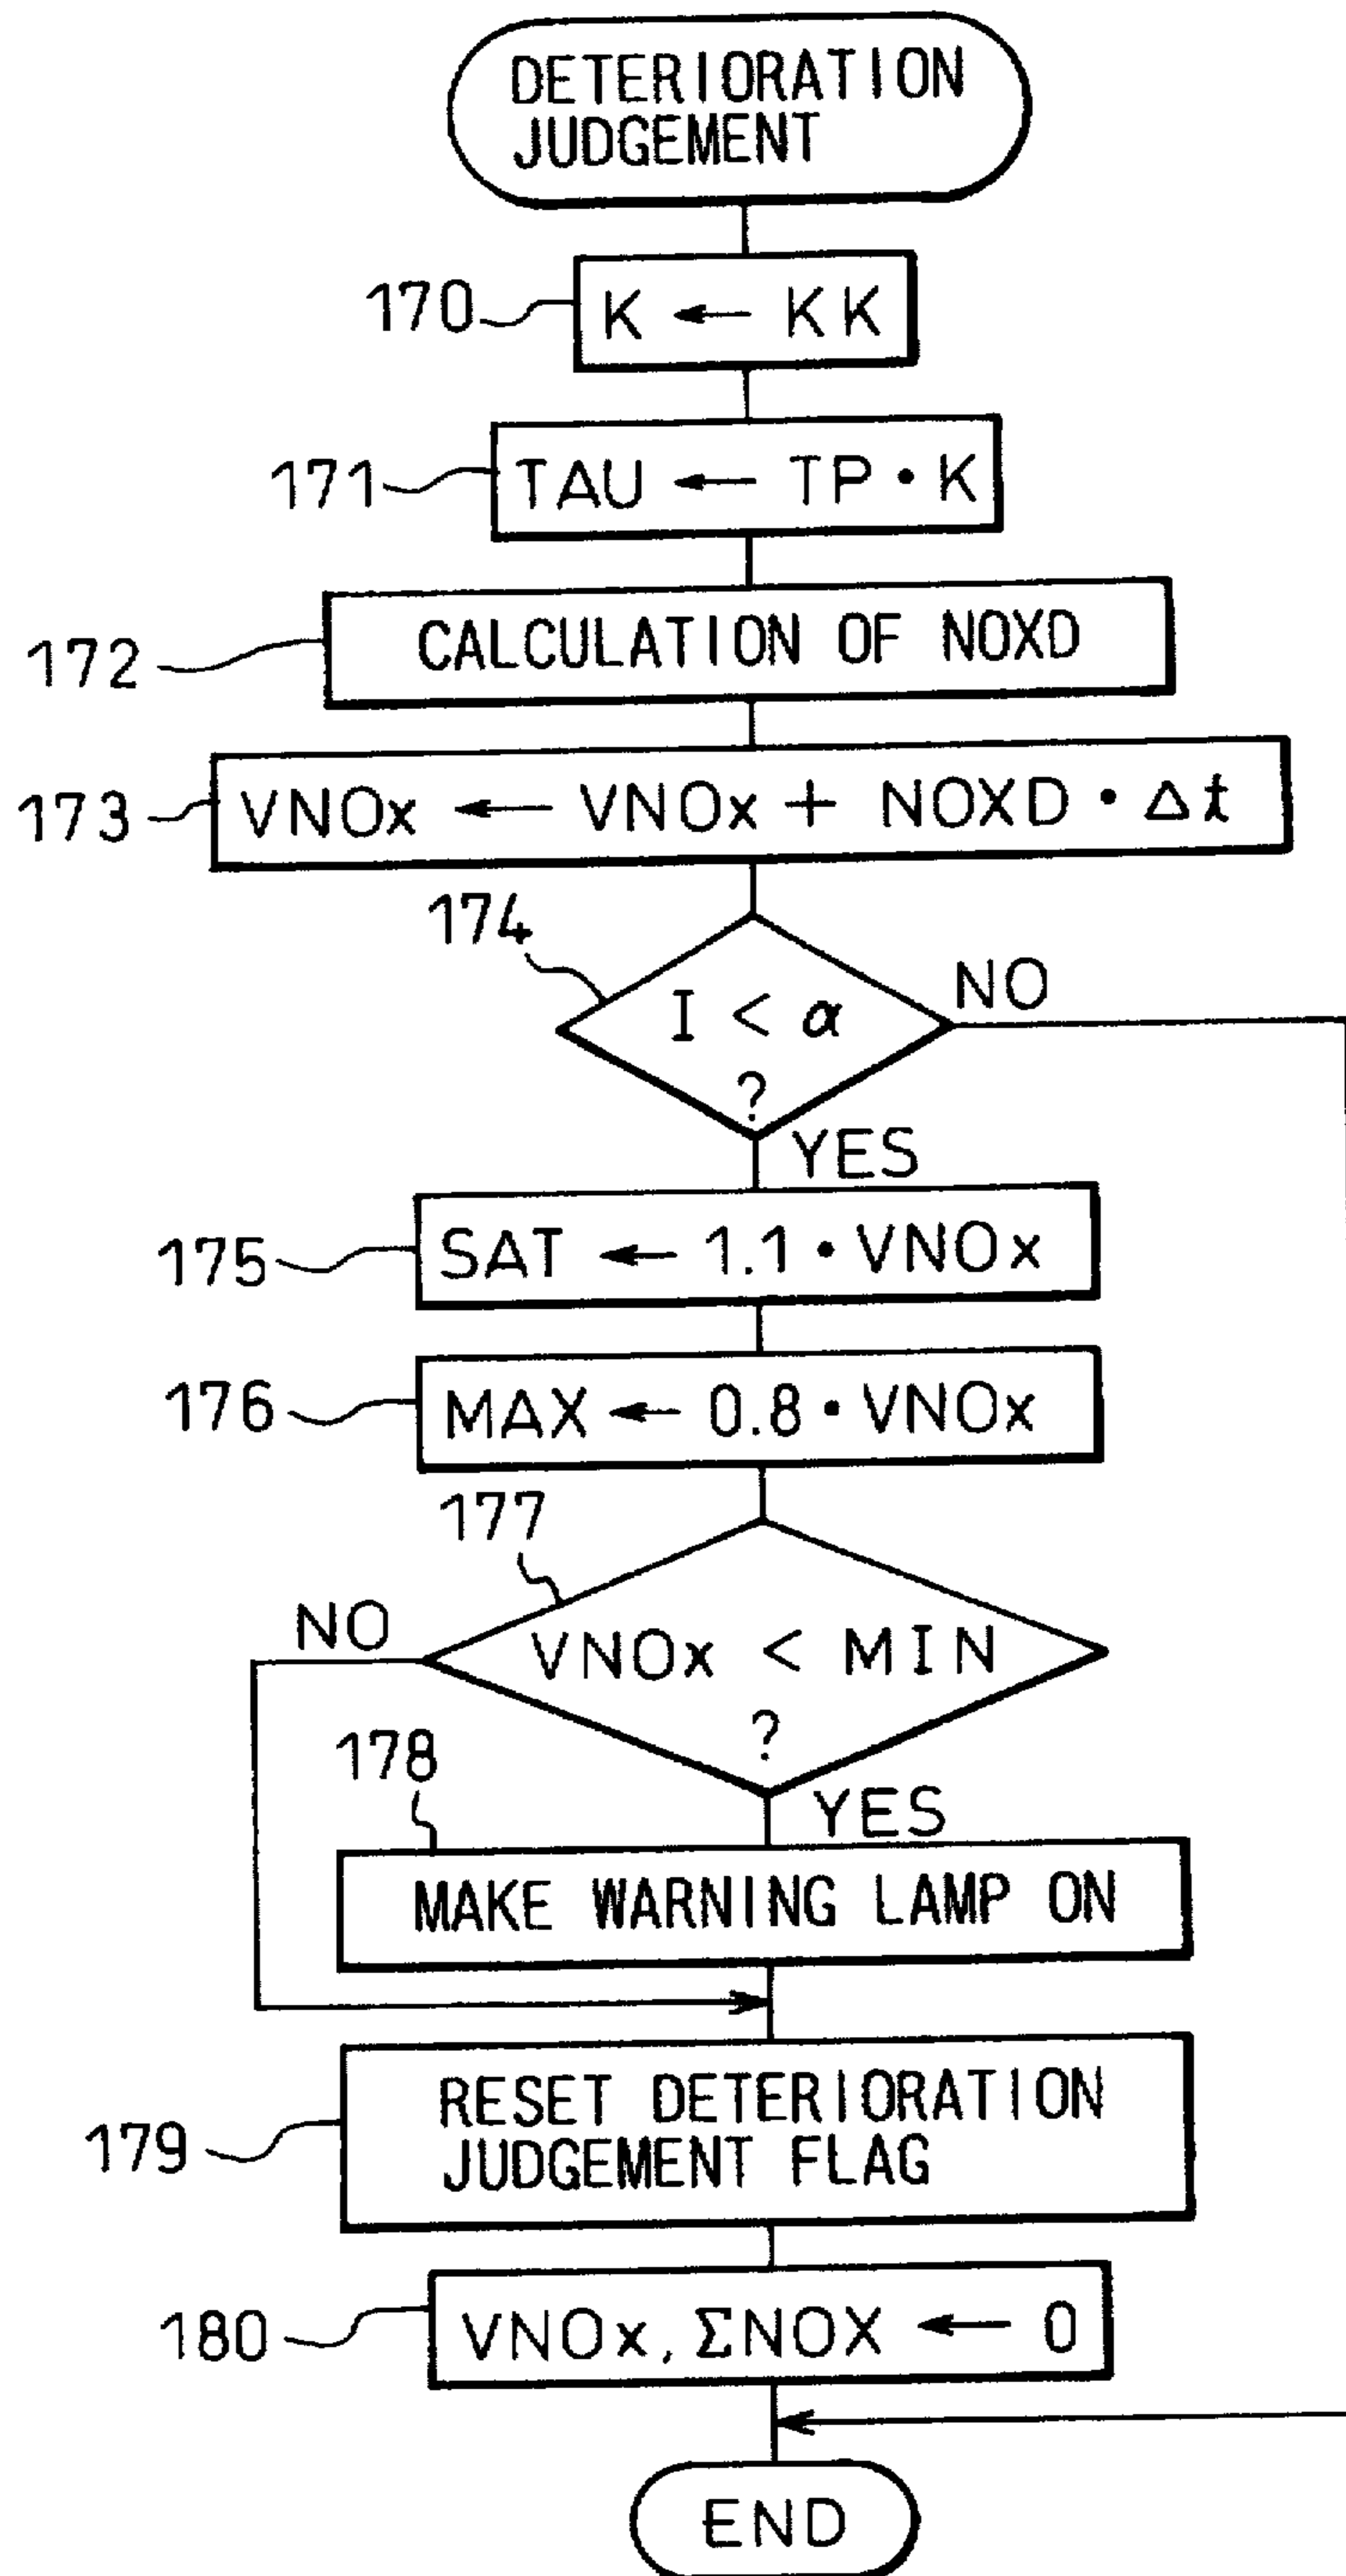 DETERIORATION
JUDGEMENT
170
K ← KK
171
TAU ← TP · K
172
CALCULATION OF NOXD
173
VNOx ← VNOx + NOXD · Δt
174
I < α
?
NO
YES
175
SAT ← 1.1 · VNOx
176
MAX ← 0.8 · VNOx
177
NO
VNOx < MIN
?
YES
178
MAKE WARNING LAMP ON
179
RESET DETERIORATION
JUDGEMENT FLAG
180
VNOx, ΣNOX ← 0
END